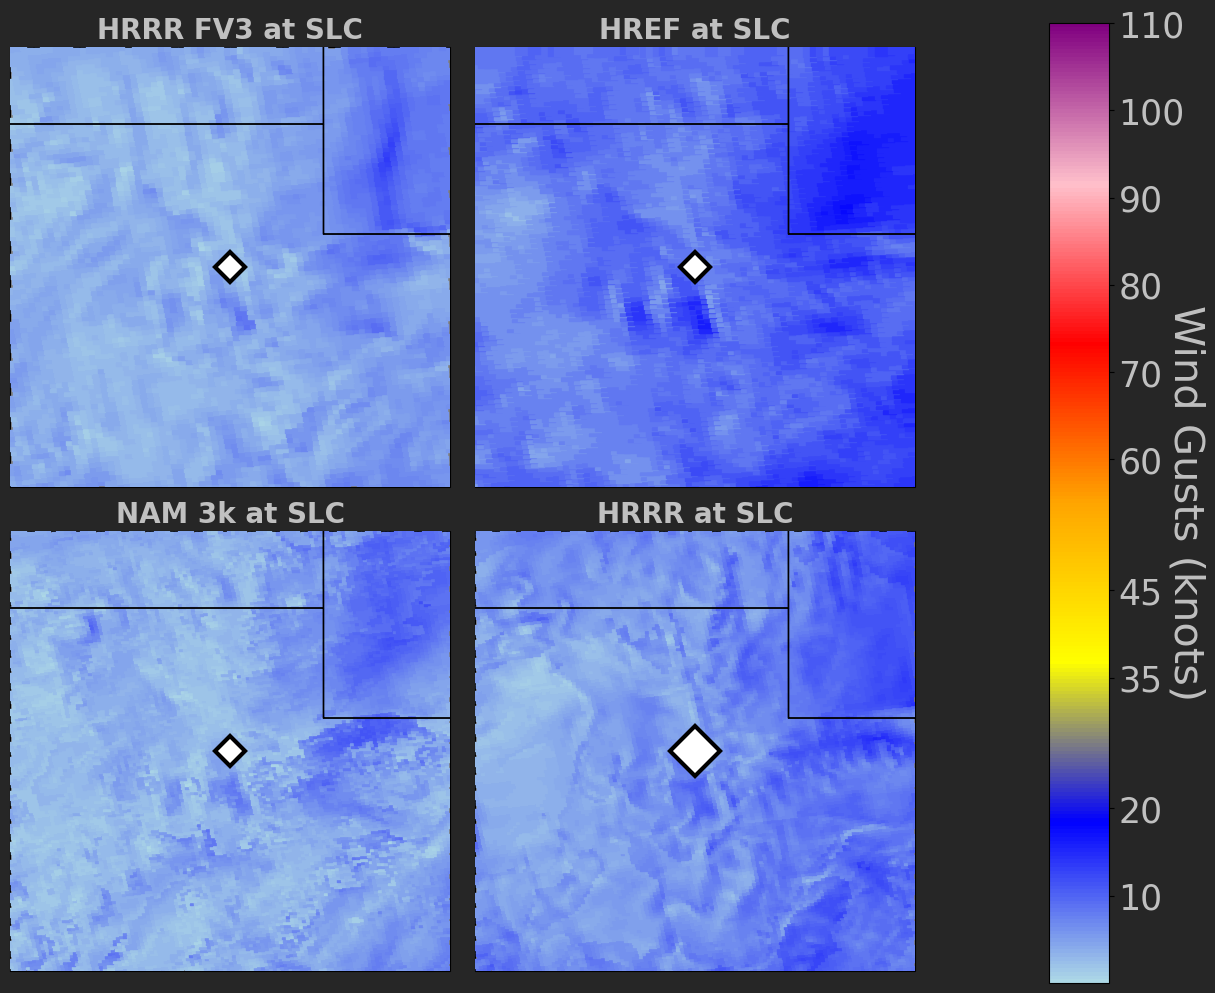 HRRR FV3 at SLC
HREF at SLC
NAM 3k at SLC
HRRR at SLC
110
100
90
80
70
60
45
35
20
10
Wind Gusts (knots)